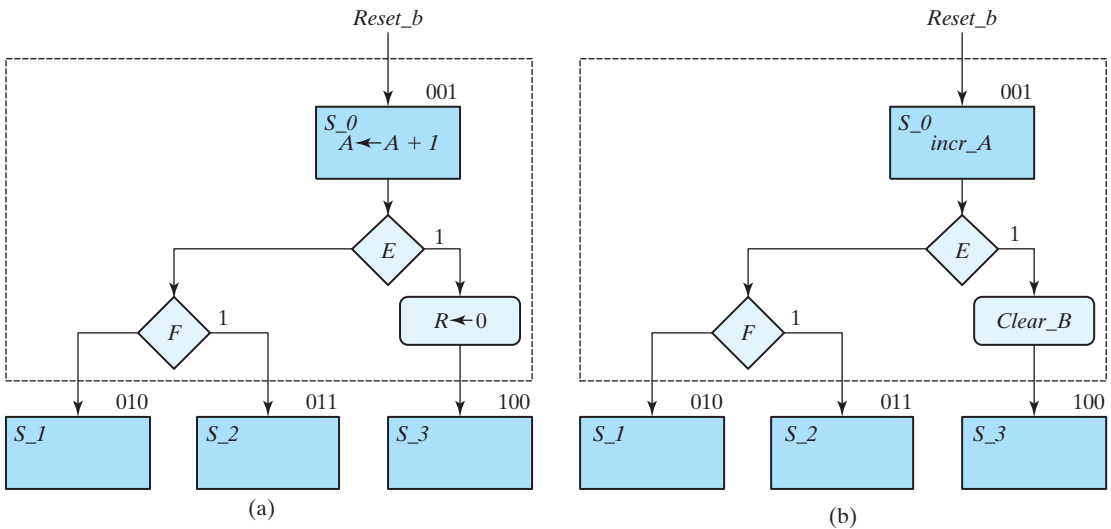 Reset_b
001
S_0
A ← A + 1
E
1
F
1
R ← 0
010
011
100
S_1
S_2
S_3
(a)
Reset_b
001
S_0
incr_A
E
1
F
1
Clear_B
010
011
100
S_1
S_2
S_3
(b)